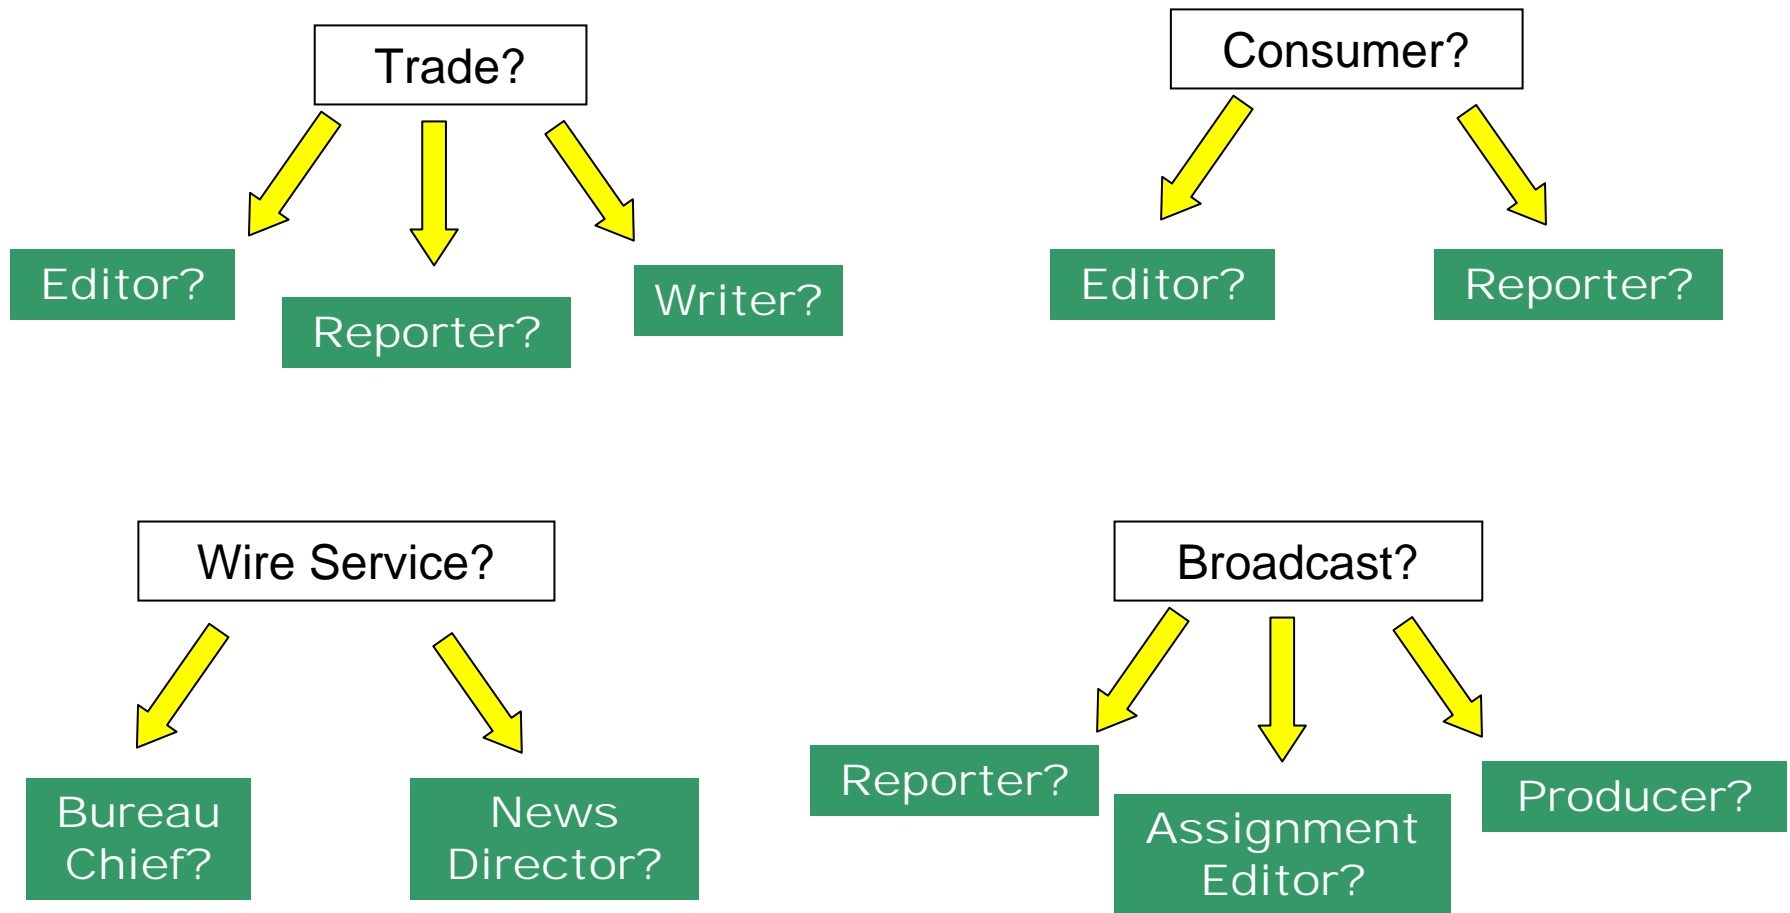 Trade?
Editor?
Reporter?
Writer?
Consumer?
Editor?
Reporter?
Wire Service?
Bureau
Chief?
News
Director?
Broadcast?
Reporter?
Assignment
Editor?
Producer?